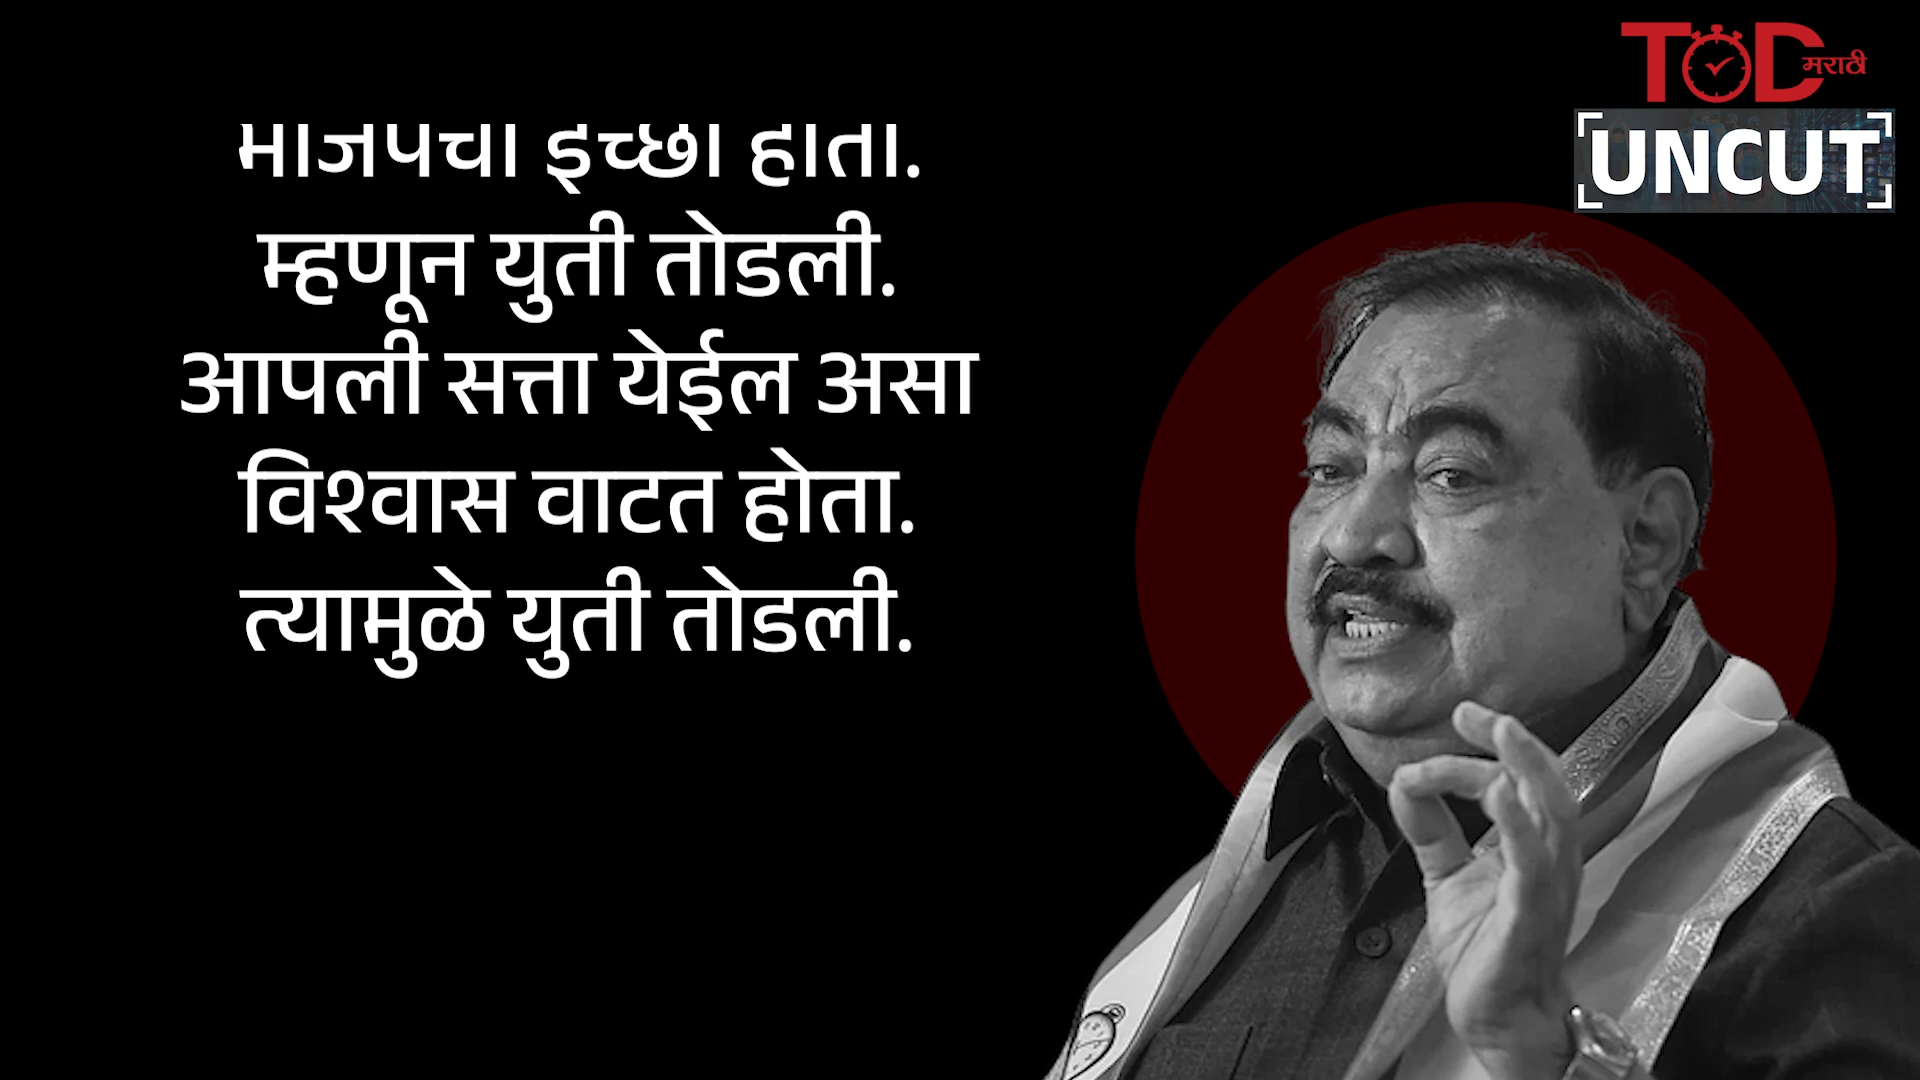 TOD मराठी
UNCUT
भाजपची इच्छा होती.
म्हणून युती तोडली.
आपली सत्ता येईल असा
विश्वास वाटत होता.
त्यामुळे युती तोडली.